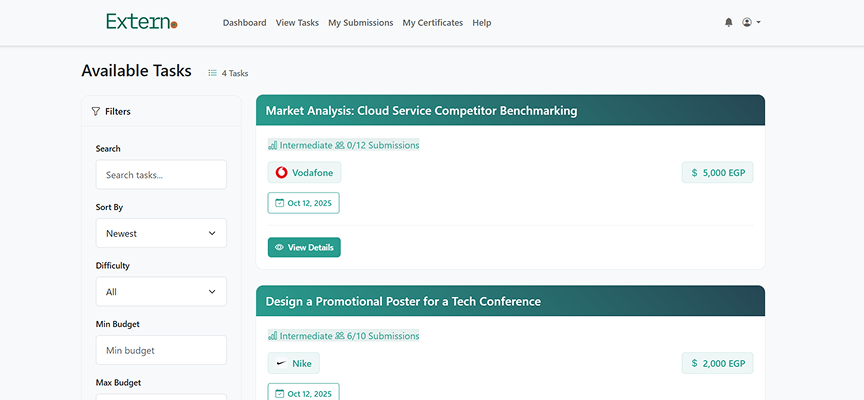 Extern
Dashboard View Tasks My Submissions My Certificates Help
Available Tasks 4 Tasks
Filters
Search
Search tasks...
Sort By
Newest
Difficulty
All
Min Budget
Min budget
Max Budget
Market Analysis: Cloud Service Competitor Benchmarking
Intermediate 0/12 Submissions
Vodafone
$ 5,000 EGP
Oct 12, 2025
View Details
Design a Promotional Poster for a Tech Conference
Intermediate 6/10 Submissions
Nike
$ 2,000 EGP
Oct 12, 2025